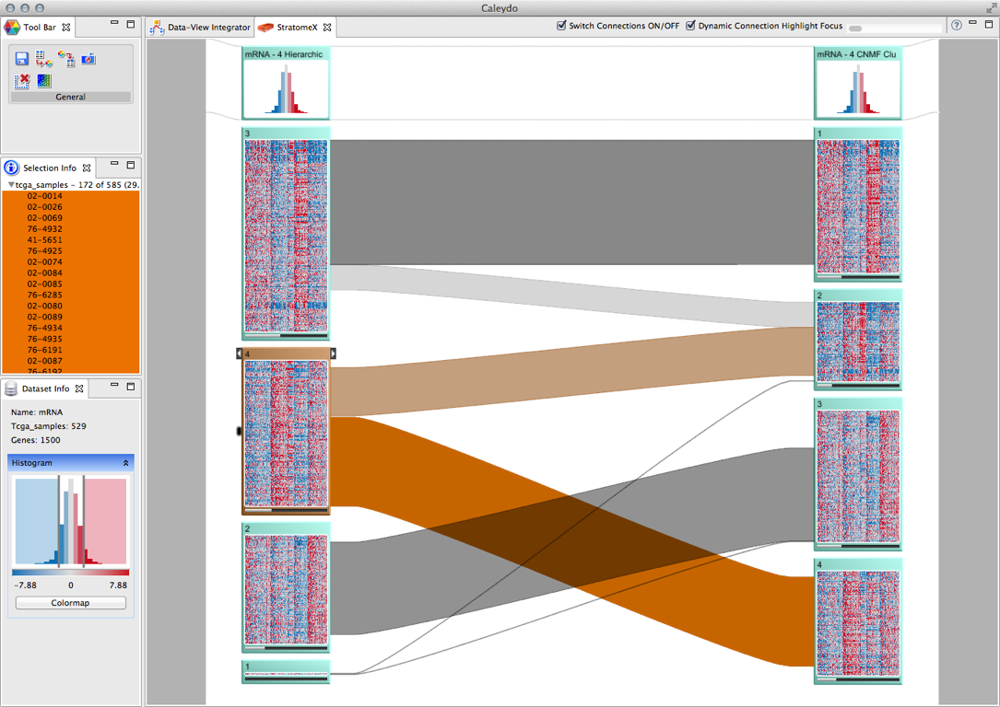 Caleydo
Tool Bar
General
Selection Info
tcga_samples - 172 of 585 (29.
02-0014
02-0026
02-0069
76-4932
41-5651
76-4925
02-0074
02-0084
02-0085
76-6285
02-0080
02-0089
76-4934
76-4935
76-6191
02-0087
76-6192
Dataset Info
Name: mRNA
Tcga_samples: 529
Genes: 1500
Histogram
-7.88 0 7.88
Colormap
Data-View Integrator
StratomeX
Switch Connections ON/OFF
Dynamic Connection Highlight Focus
mRNA - 4 Hierarchic
3
4
2
1
mRNA - 4 CNMF Clu
1
2
3
4